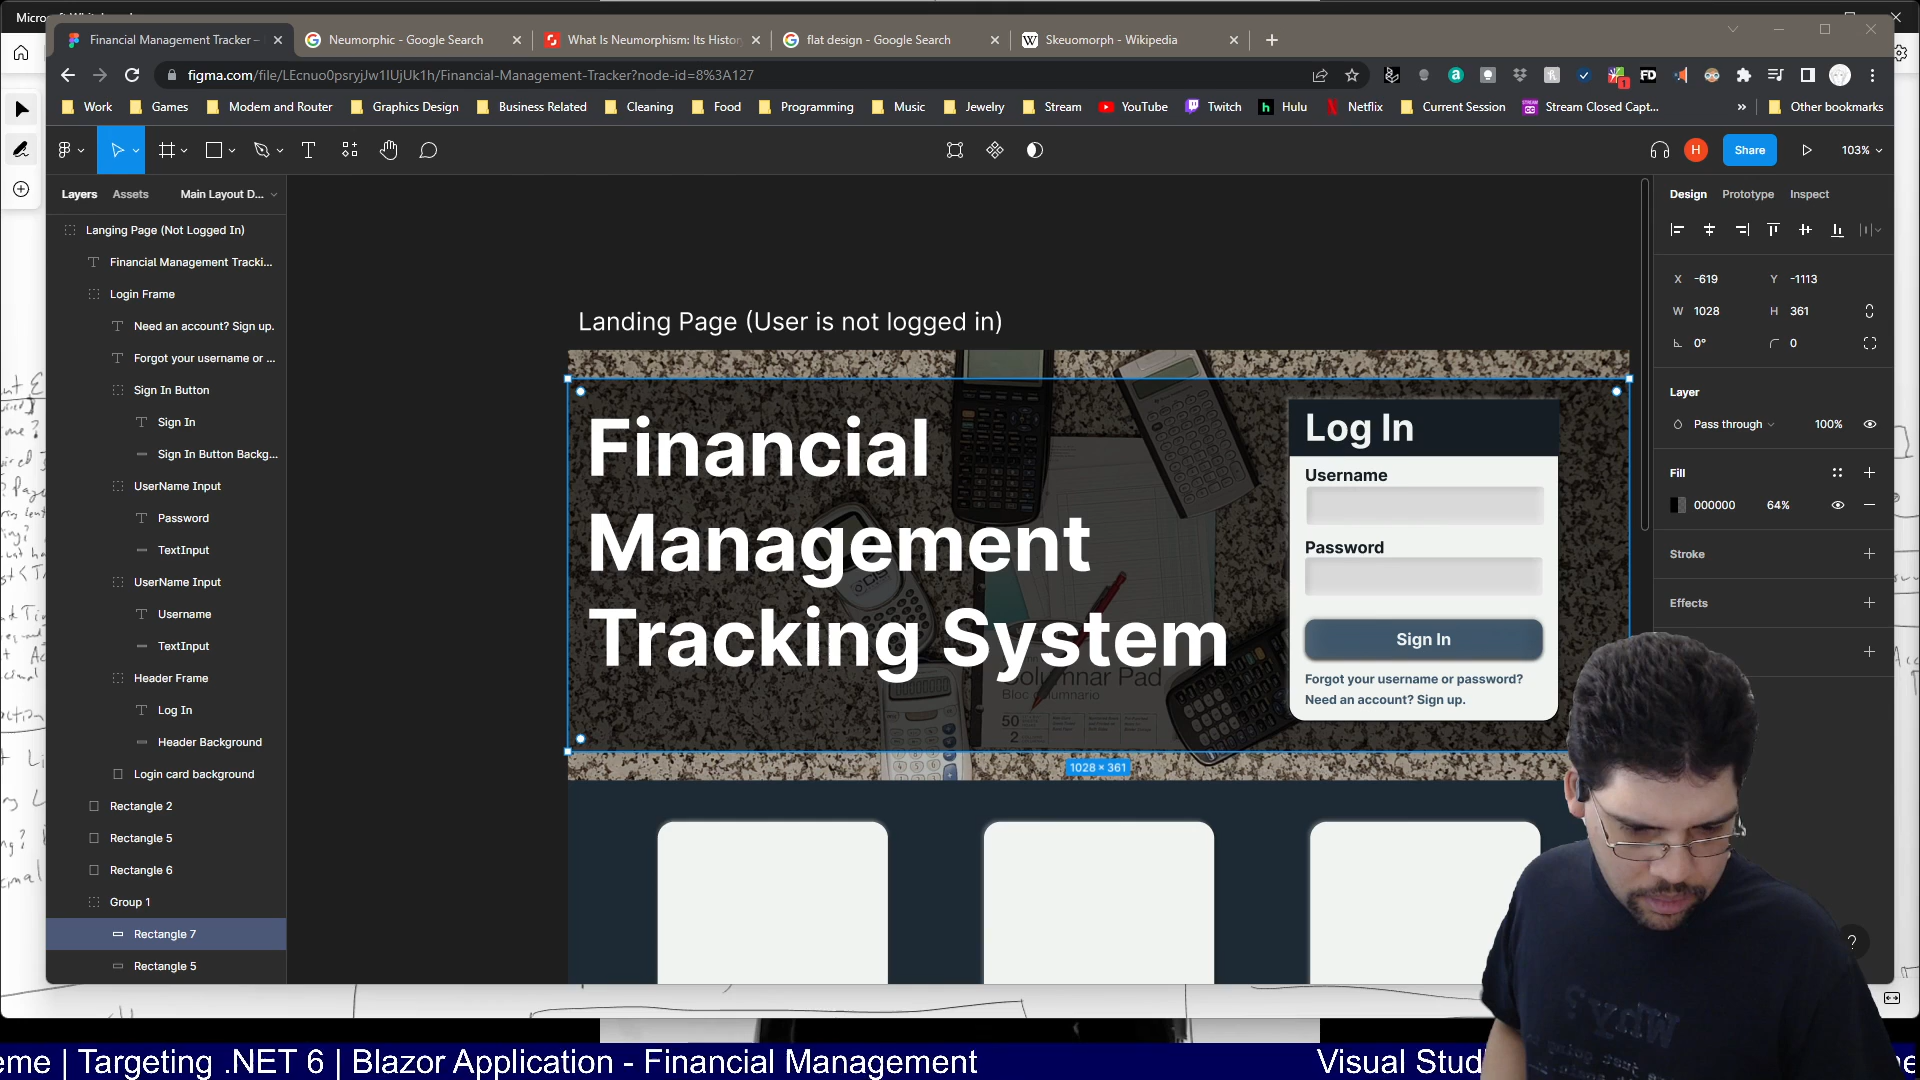 Financial Management Tracker –
Neumorphic - Google Search
What Is Neumorphism: Its Histor
flat design - Google Search
Skeuomorph - Wikipedia
figma.com/file/LEcnuo0psryjJw1IUjUk1h/Financial-Management-Tracker?node-id=8%3A127
Work
Games
Modem and Router
Graphics Design
Business Related
Cleaning
Food
Programming
Music
Jewelry
Stream
YouTube
Twitch
Hulu
Netflix
Current Session
Stream Closed Capt...
Other bookmarks
H
Share
103%
Layers
Assets
Main Layout D...
Design
Prototype
Inspect
Langing Page (Not Logged In)
Financial Management Tracki...
Login Frame
Need an account? Sign up.
Forgot your username or ...
Sign In Button
Sign In
Sign In Button Backg...
UserName Input
Password
TextInput
UserName Input
Username
TextInput
Header Frame
Log In
Header Background
Login card background
Rectangle 2
Rectangle 5
Rectangle 6
Group 1
Rectangle 7
Rectangle 5
Landing Page (User is not logged in)
Financial
Management
Tracking System
Log In
Username
Password
Sign In
Forgot your username or password?
Need an account? Sign up.
Columnar Pad
Bloc columnario
50
2
1028 × 361
X -619
Y -1113
W 1028
H 361
0°
0
Layer
Pass through
100%
Fill
000000
64%
Stroke
Effects
?
eme | Targeting .NET 6 | Blazor Application - Financial Management
Visual Stud